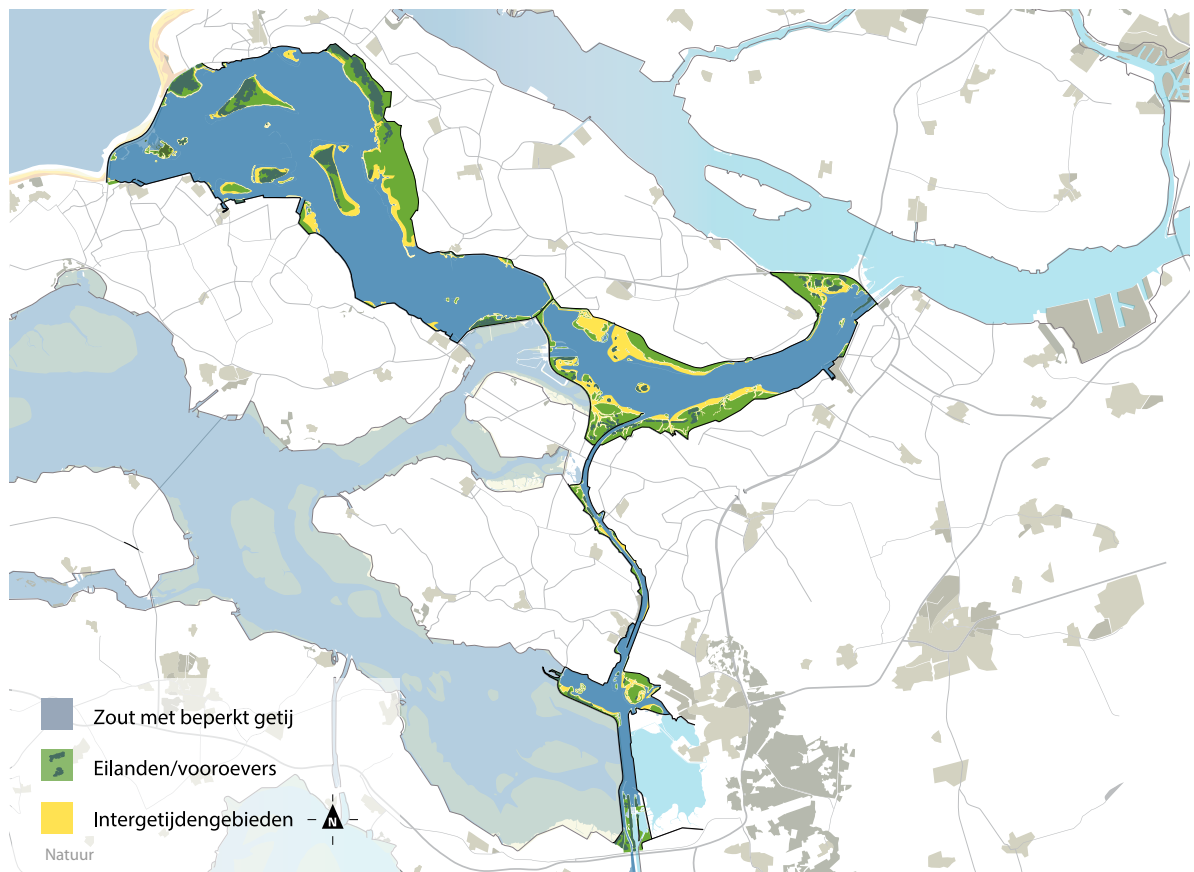 Zout met beperkt getij
Eilanden/vooroevers
Intergetijdengebieden
N
Natuur